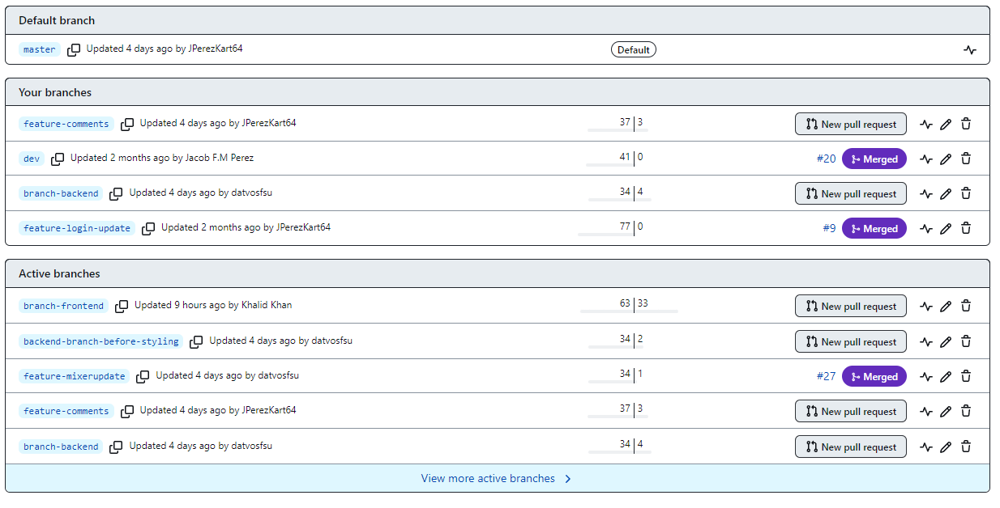 Default branch
master Updated 4 days ago by JPerezKart64 Default
Your branches
feature-comments Updated 4 days ago by JPerezKart64 37 3 New pull request
dev Updated 2 months ago by Jacob F.M Perez 41 0 #20 Merged
branch-backend Updated 4 days ago by datvosfsu 34 4 New pull request
feature-login-update Updated 2 months ago by JPerezKart64 77 0 #9 Merged
Active branches
branch-frontend Updated 9 hours ago by Khalid Khan 63 33 New pull request
backend-branch-before-styling Updated 4 days ago by datvosfsu 34 2 New pull request
feature-mixerupdate Updated 4 days ago by datvosfsu 34 1 #27 Merged
feature-comments Updated 4 days ago by JPerezKart64 37 3 New pull request
branch-backend Updated 4 days ago by datvosfsu 34 4 New pull request
View more active branches